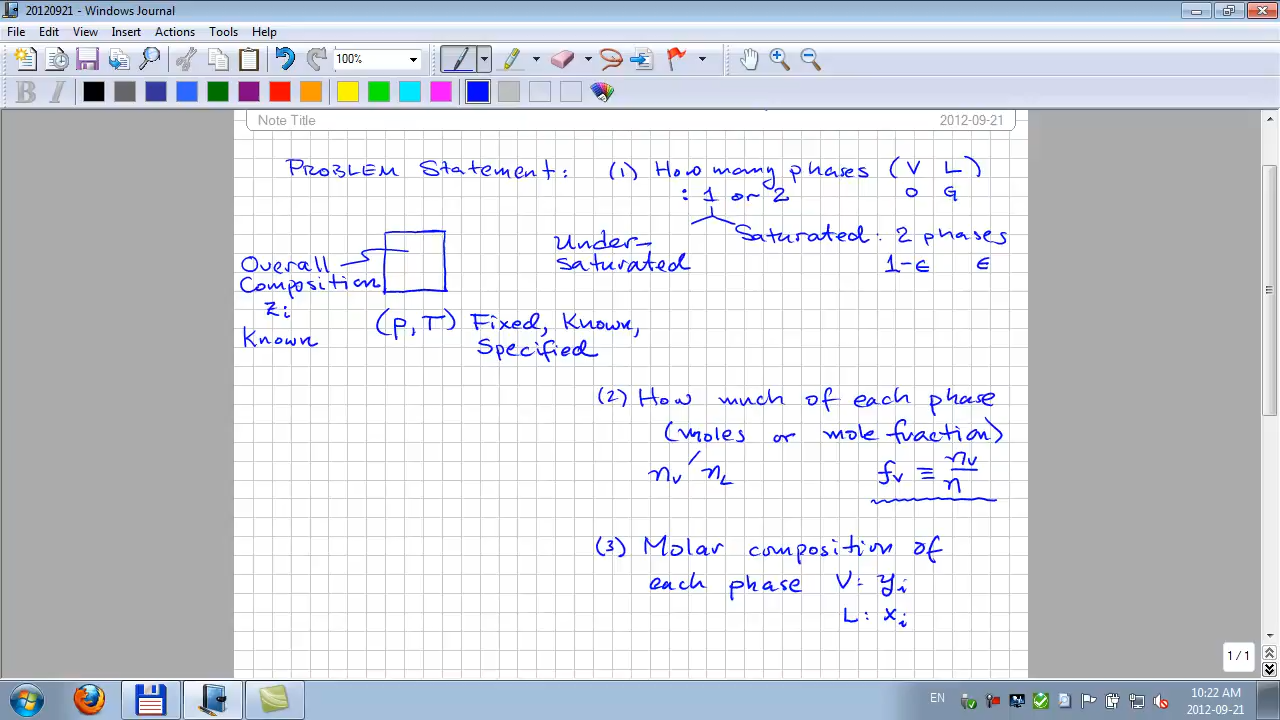 20120921 - Windows Journal
File Edit View Insert Actions Tools Help
100%
Note Title
2012-09-21
PROBLEM Statement: (1) How many phases (V L)
: 1 or 2 O G
Under- Saturated: 2 phases
saturated 1-ϵ ϵ
Overall
Composition
zi
Known
(p, T) Fixed, Known,
Specified
(2) How much of each phase
(moles or mole fraction)
nV nL fV ≡ nV/n
(3) Molar composition of
each phase V: yi
L: xi
1 / 1
EN
10:22 AM
2012-09-21